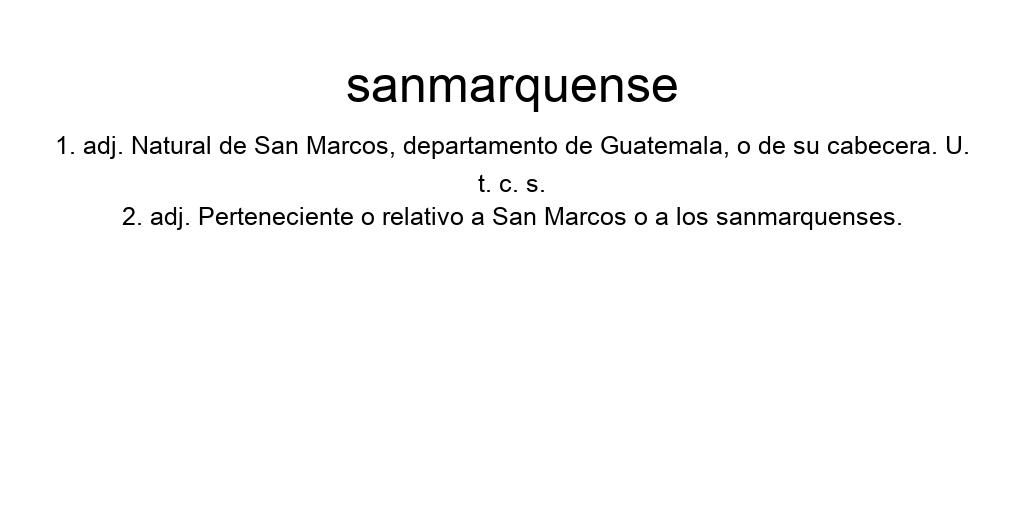 sanmarquense
1. adj. Natural de San Marcos, departamento de Guatemala, o de su cabecera. U.
t. c. s.
2. adj. Perteneciente o relativo a San Marcos o a los sanmarquenses.